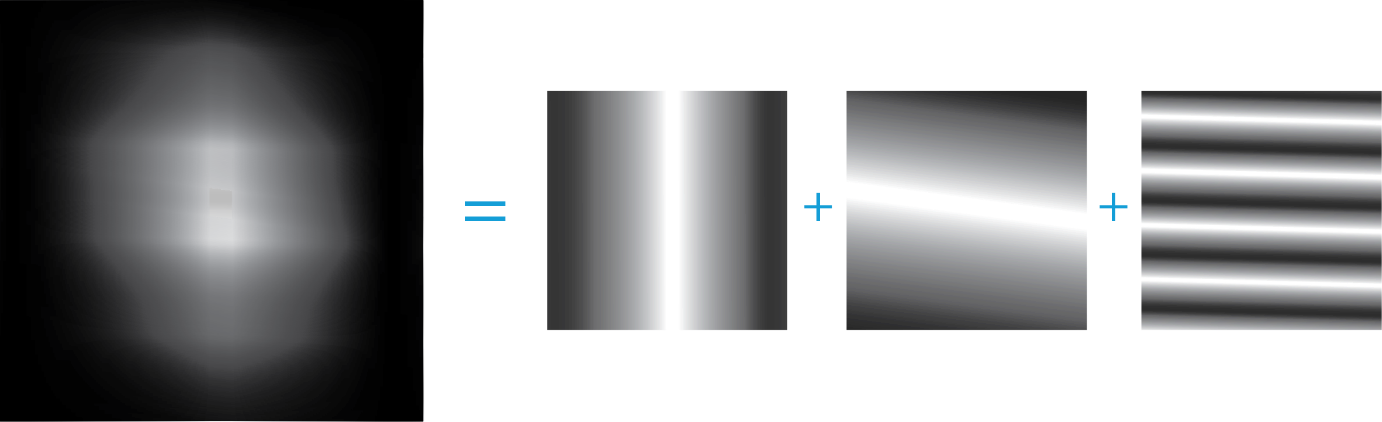 = + +